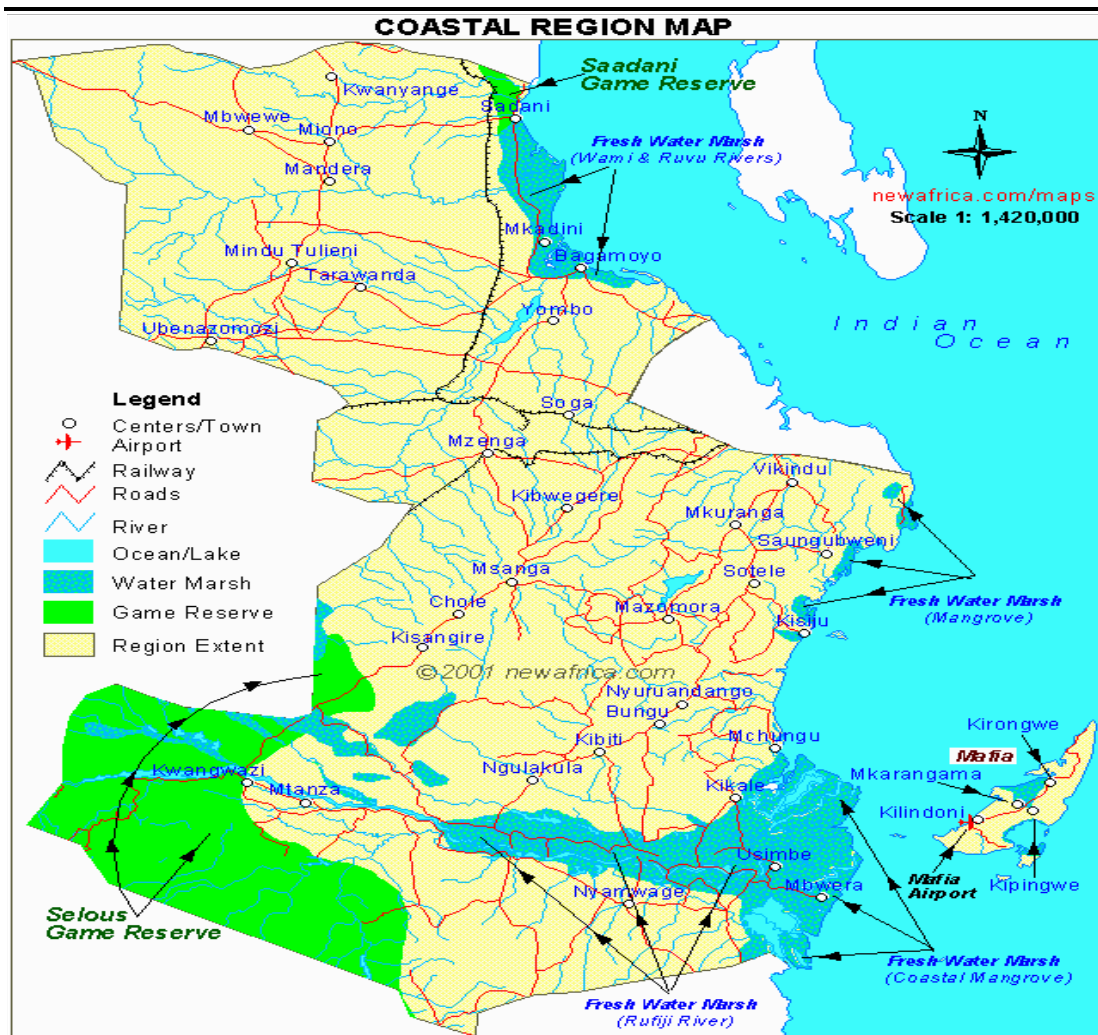 COASTAL REGION MAP
Saadani
Game Reserve
Kwanyange
Mbwewe
Miono
Sadani
Mandera
Fresh Water Marsh
(Wami & Ruvu Rivers)
N
newafrica.com/maps
Scale 1: 1,420,000
Mkadini
Mindu Tulieni
Bagamoyo
Tarawanda
Yombo
Ubenazomozi
Indian
Ocean
Legend
Centers/Town
Airport
Railway
Roads
River
Ocean/Lake
Water Marsh
Game Reserve
Region Extent
Soga
Mzenga
Vikindu
Kibwegere
Mkuranga
Saungubweni
Msanga
Sotele
Chole
Mazomora
Fresh Water Marsh
(Mangrove)
Kisangire
Kisiju
©2001 newafrica.com
Nyuruandango
Bungu
Kibiti
Mchungu
Kirongwe
Mafia
Kwangwazi
Ngulakula
Mkarangama
Mtanza
Kikale
Kilindoni
Usimbe
Nyamwage
Mbwera
Mafia
Airport
Kipingwe
Selous
Game Reserve
Fresh Water Marsh
(Coastal Mangrove)
Fresh Water Marsh
(Rufiji River)